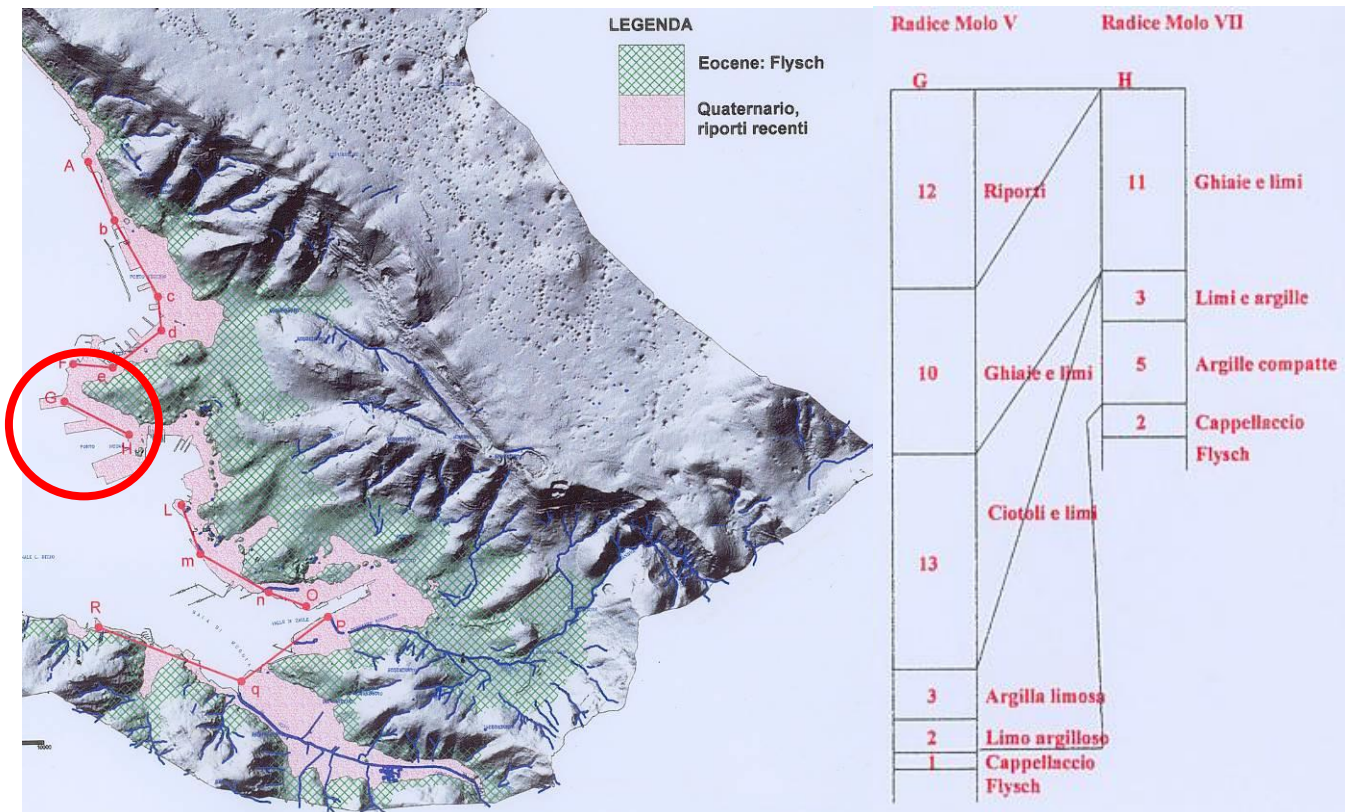 LEGENDA
Eocene: Flysch
Quaternario,
riporti recenti
A
b
c
d
F
e
G
H
L
m
n
O
P
R
q
Radice Molo V
Radice Molo VII
G
H
12
Riporti
11
Ghiaie e limi
3
Limi e argille
10
Ghiaie e limi
5
Argille compatte
2
Cappellaccio
Flysch
Ciotoli e limi
13
3
Argilla limosa
2
Limo argilloso
1
Cappellaccio
Flysch